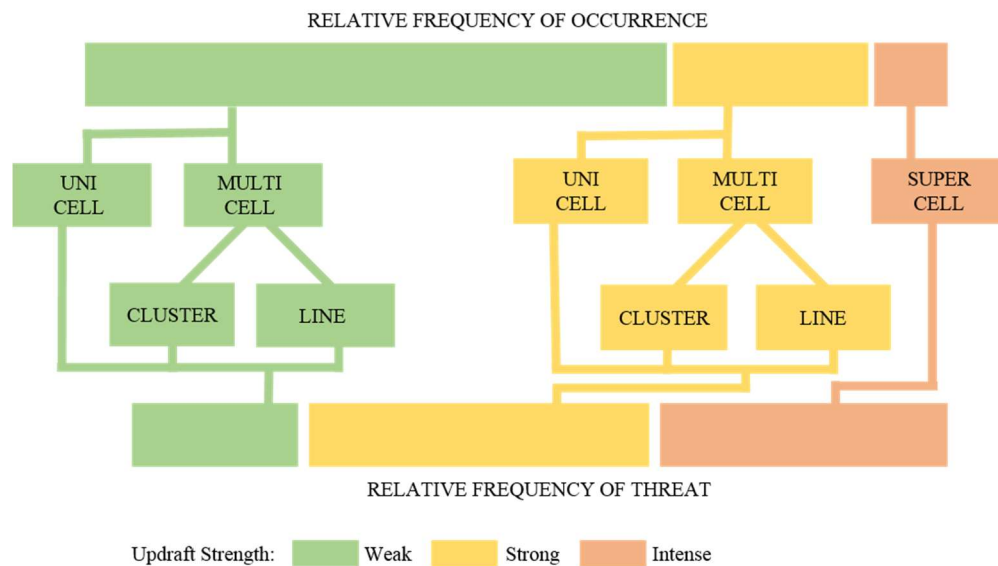 RELATIVE FREQUENCY OF OCCURRENCE
UNI
CELL
MULTI
CELL
UNI
CELL
MULTI
CELL
SUPER
CELL
CLUSTER
LINE
CLUSTER
LINE
RELATIVE FREQUENCY OF THREAT
Updraft Strength: Weak Strong Intense